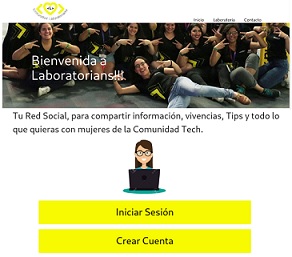 Inicio Laboratoria Contacto
Bienvenida a
Laboratorians!!!
Tu Red Social, para compartir información, vivencias, Tips y todo lo
que quieras con mujeres de la Comunidad Tech.
Iniciar Sesión
Crear Cuenta